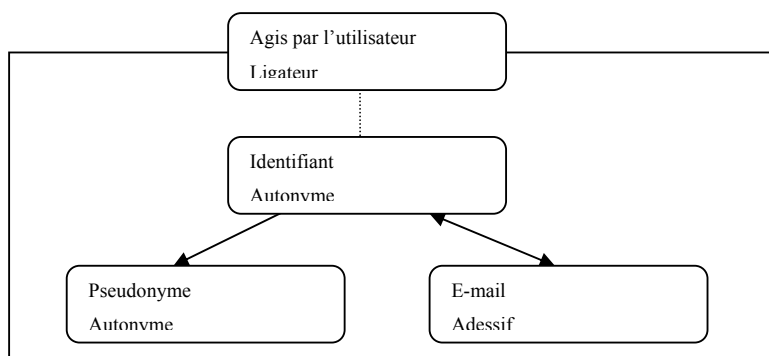 Agis par l’utilisateur
Ligateur
Identifiant
Autonyme
Pseudonyme
Autonyme
E-mail
Adessif